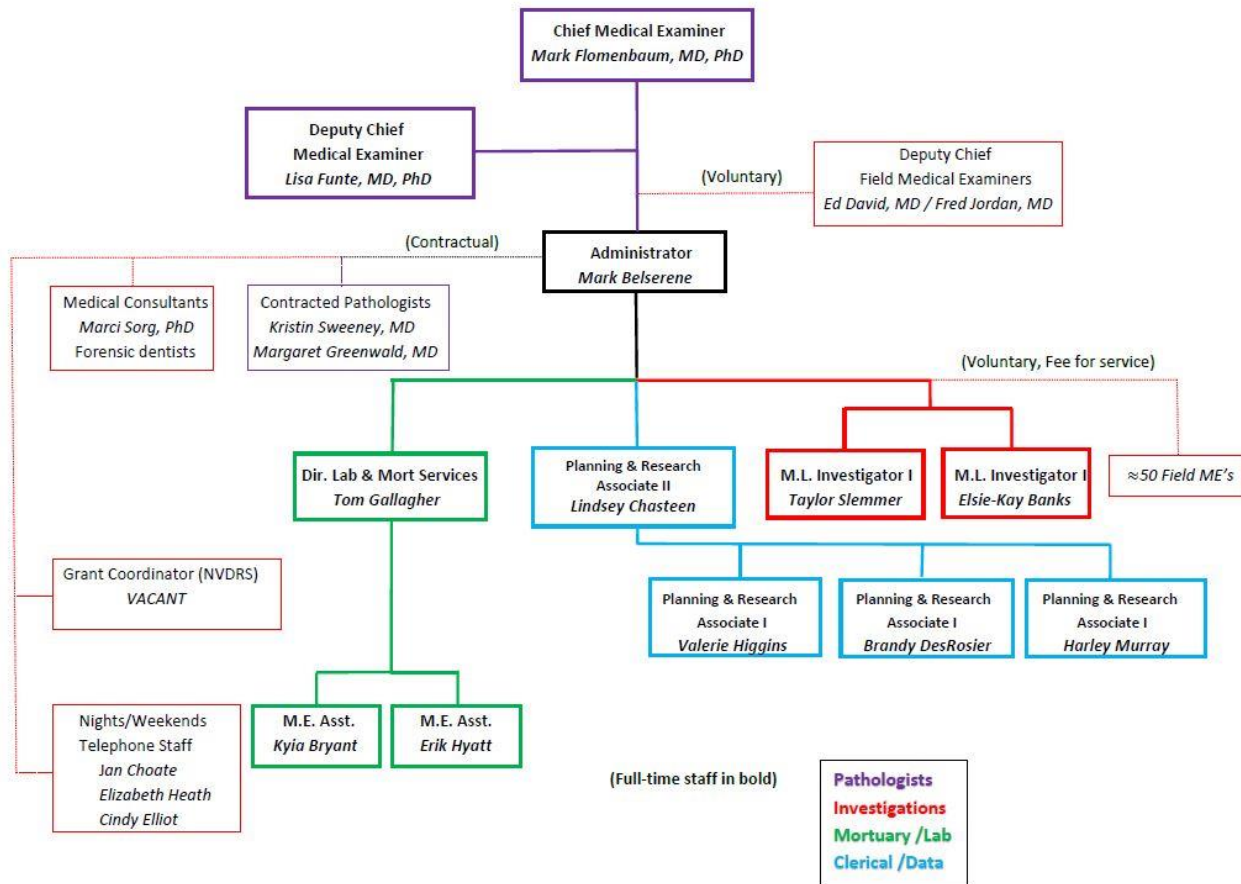 Chief Medical Examiner
Mark Flomenbaum, MD, PhD
Deputy Chief
Medical Examiner
Lisa Funte, MD, PhD
(Voluntary)
Deputy Chief
Field Medical Examiners
Ed David, MD / Fred Jordan, MD
(Contractual)
Administrator
Mark Belserene
Medical Consultants
Marci Sorg, PhD
Forensic dentists
Contracted Pathologists
Kristin Sweeney, MD
Margaret Greenwald, MD
(Voluntary, Fee for service)
Dir. Lab & Mort Services
Tom Gallagher
Planning & Research
Associate II
Lindsey Chasteen
M.L. Investigator I
Taylor Slemmer
M.L. Investigator I
Elsie-Kay Banks
≈50 Field ME's
Grant Coordinator (NVDRS)
VACANT
Planning & Research
Associate I
Valerie Higgins
Planning & Research
Associate I
Brandy DesRosier
Planning & Research
Associate I
Harley Murray
Nights/Weekends
Telephone Staff
Jan Choate
Elizabeth Heath
Cindy Elliot
M.E. Asst.
Kyia Bryant
M.E. Asst.
Erik Hyatt
(Full-time staff in bold)
Pathologists
Investigations
Mortuary /Lab
Clerical /Data